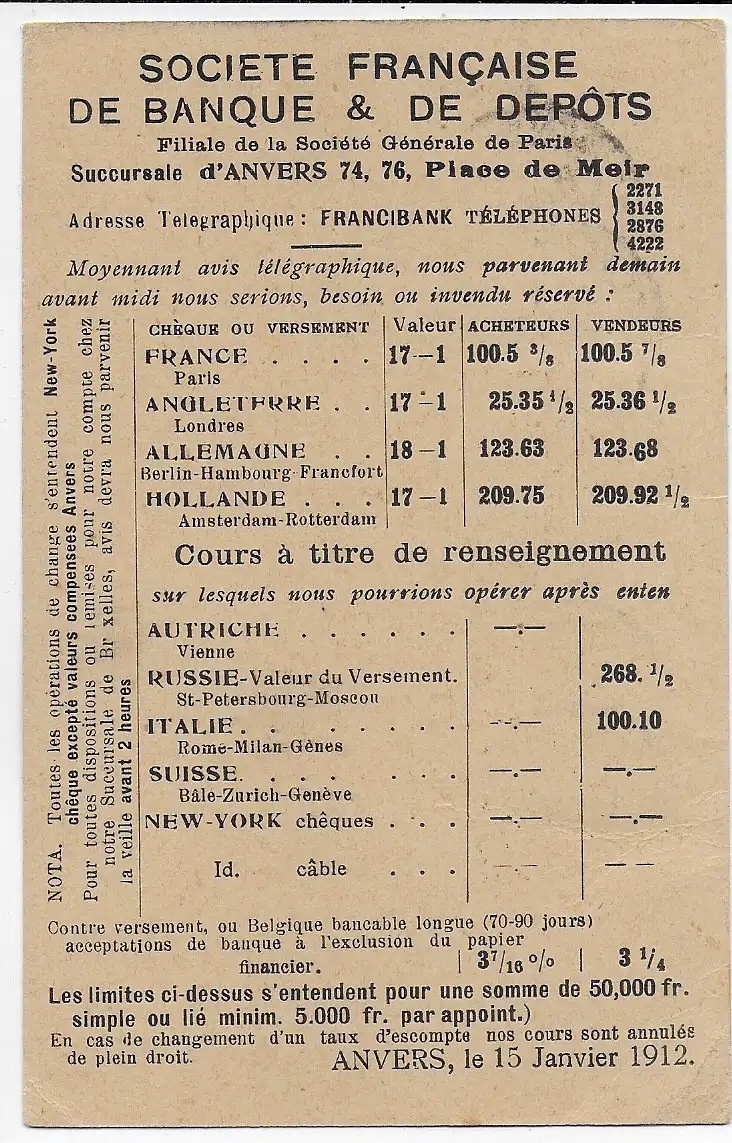 SOCIETE FRANÇAISE
DE BANQUE & DE DEPÔTS
Filiale de la Société Générale de Paris
Succursale d'ANVERS 74, 76, Place de Meir
Adresse Telegraphique : FRANCIBANK TÉLÉPHONES { 2271
3148
2876
4222
Moyennant avis télégraphique, nous parvenant demain
avant midi nous serions, besoin ou invendu réservé :
CHÈQUE OU VERSEMENT Valeur ACHETEURS VENDEURS
FRANCE . . . . 17-1 100.5 3/8 100.5 7/8
Paris
ANGLETERRE . . 17-1 25.35 1/2 25.36 1/2
Londres
ALLEMAGNE . . 18-1 123.63 123.68
Berlin-Hambourg-Francfort
HOLLANDE . . . 17-1 209.75 209.92 1/2
Amsterdam-Rotterdam
Cours à titre de renseignement
sur lesquels nous pourrions opérer après enten
AUTRICHE . . . . . . —.—
Vienne
RUSSIE-Valeur du Versement. 268. 1/2
St-Petersbourg-Moscou
ITALIE. . . . . . . . —.— 100.10
Rome-Milan-Gênes
SUISSE. . . . . . . —.— —.—
Bâle-Zurich-Genève
NEW-YORK chêques . . . —.— —.—
Id. câble . . . — — — —
NOTA. Toutes les opérations de change s'entendent New-York
chêque excepté valeurs compensees Anvers
Pour toutes dispositions ou remises pour notre compte chez
notre Succursale de Br xelles, avis devra nous parvenir
la veille avant 2 heures
Contre versement, ou Belgique bancable longue (70-90 jours)
acceptations de banque à l'exclusion du papier
financier. 3 7/16 % 3 1/4
Les limites ci-dessus s'entendent pour une somme de 50,000 fr.
simple ou lié minim. 5.000 fr. par appoint.)
En cas de changement d'un taux d'escompte nos cours sont annulés
de plein droit. ANVERS, le 15 Janvier 1912.